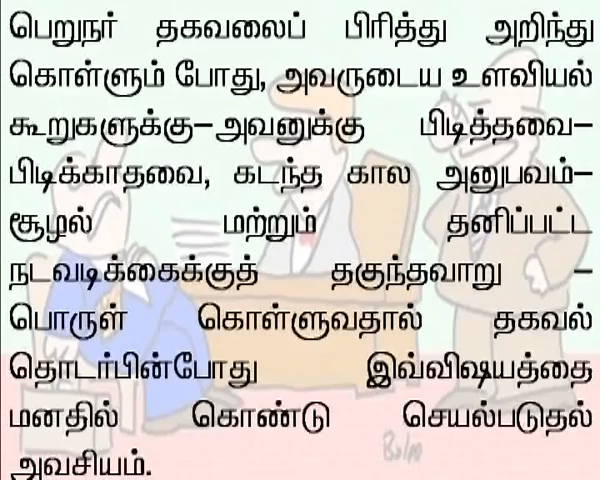 பெறுநர் தகவலைப் பிரித்து அறிந்து
கொள்ளும் போது, அவருடைய உளவியல்
கூறுகளுக்கு–அவனுக்கு பிடித்தவை–
பிடிக்காதவை, கடந்த கால அனுபவம்–
சூழல் மற்றும் தனிப்பட்ட
நடவடிக்கைக்குத் தகுந்தவாறு –
பொருள் கொள்ளுவதால் தகவல்
தொடர்பின்போது இவ்விஷயத்தை
மனதில் கொண்டு செயல்படுதல்
அவசியம்.